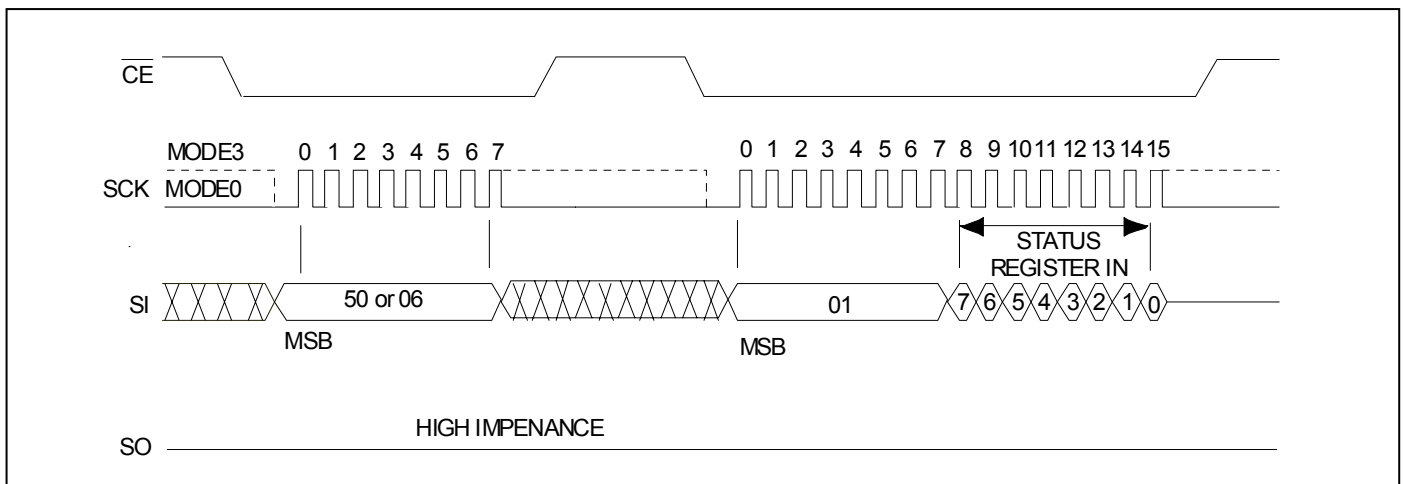 CE
MODE3 0 1 2 3 4 5 6 7 0 1 2 3 4 5 6 7 8 9 10 11 12 13 14 15
SCK MODE0
STATUS
REGISTER IN
SI 50 or 06 01 7 6 5 4 3 2 1 0
MSB MSB
HIGH IMPENANCE
SO